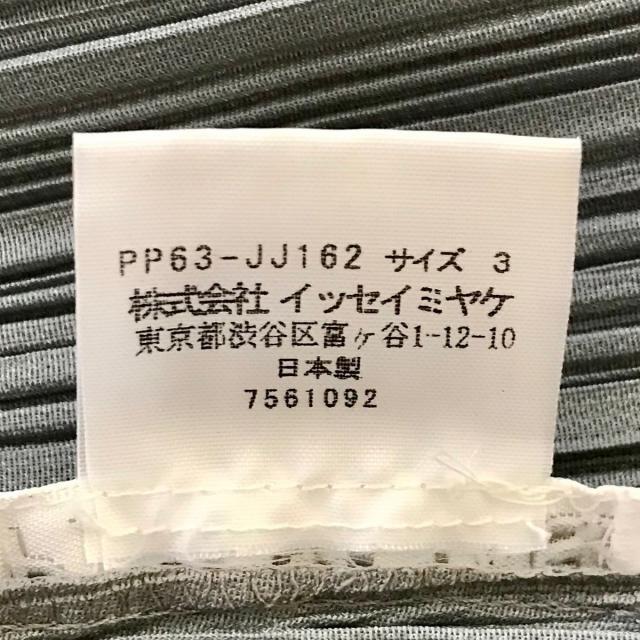 PP63-JJ162 サイズ 3
株式会社 イッセイミヤケ
東京都渋谷区富ヶ谷1-12-10
日本製
7561092